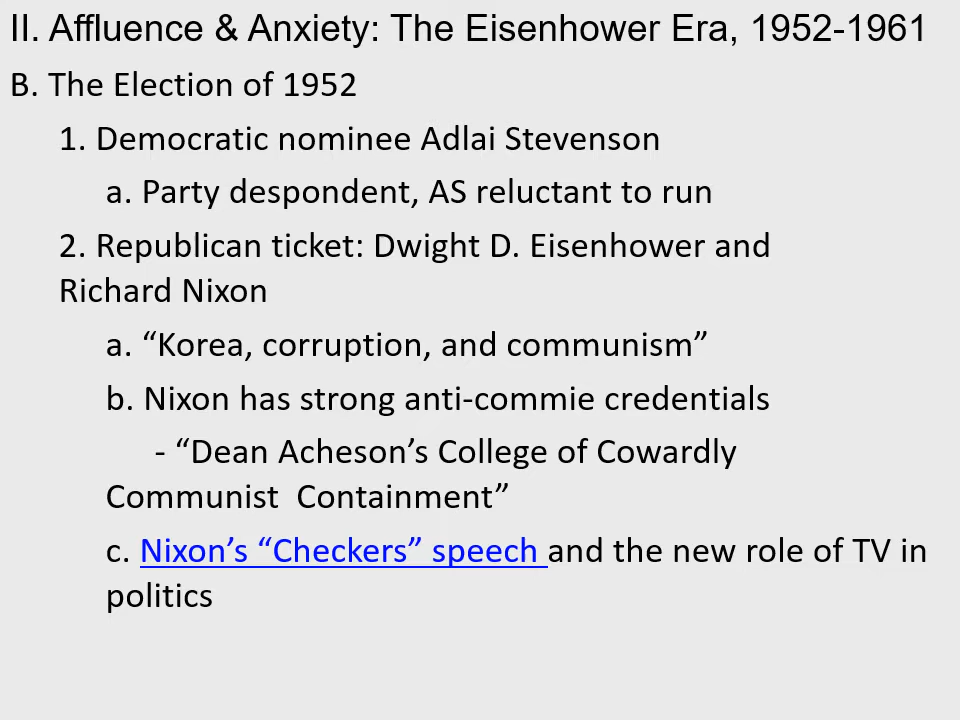 II. Affluence & Anxiety: The Eisenhower Era, 1952-1961
B. The Election of 1952
1. Democratic nominee Adlai Stevenson
a. Party despondent, AS reluctant to run
2. Republican ticket: Dwight D. Eisenhower and
Richard Nixon
a. “Korea, corruption, and communism”
b. Nixon has strong anti-commie credentials
- “Dean Acheson’s College of Cowardly
Communist  Containment”
c. Nixon’s “Checkers” speech and the new role of TV in
politics